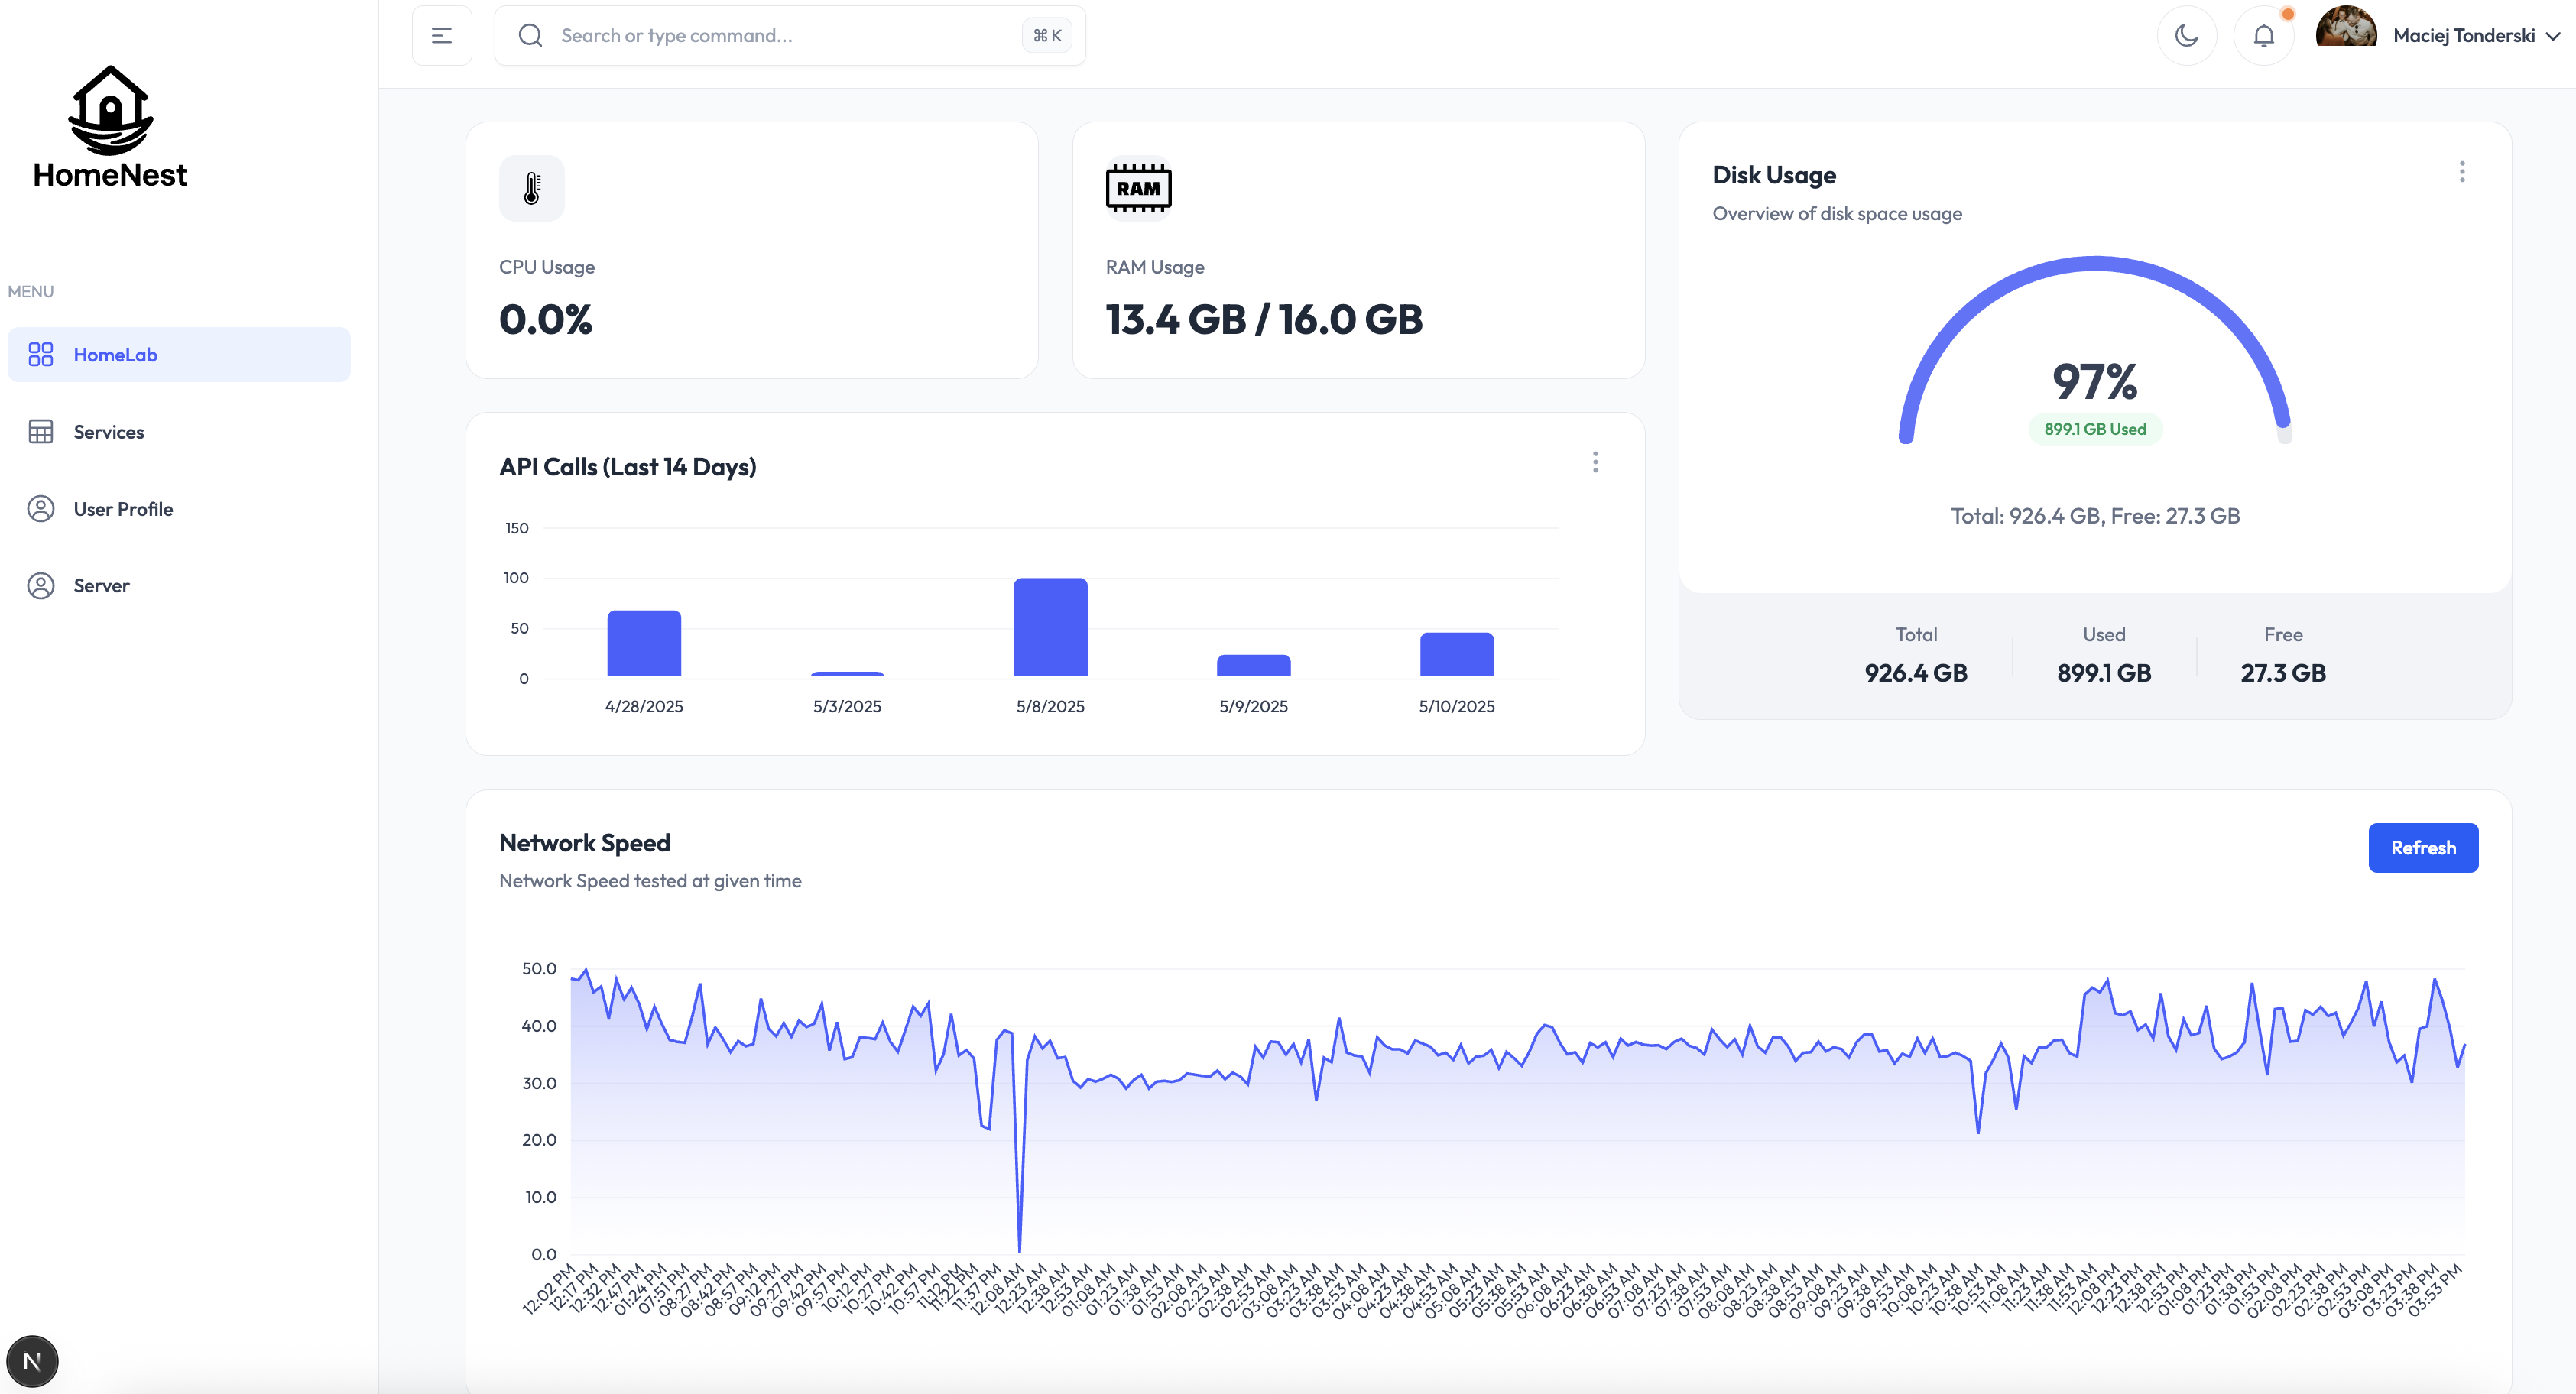 Search or type command...
⌘ K
Maciej Tonderski
HomeNest
MENU
HomeLab
Services
User Profile
Server
CPU Usage
0.0%
RAM
RAM Usage
13.4 GB / 16.0 GB
Disk Usage
Overview of disk space usage
97%
899.1 GB Used
Total: 926.4 GB, Free: 27.3 GB
Total
926.4 GB
Used
899.1 GB
Free
27.3 GB
API Calls (Last 14 Days)
150
100
50
0
4/28/2025
5/3/2025
5/8/2025
5/9/2025
5/10/2025
Network Speed
Network Speed tested at given time
Refresh
50.0
40.0
30.0
20.0
10.0
0.0
12:02 PM
12:17 PM
12:32 PM
12:47 PM
01:24 PM
07:51 PM
08:27 PM
08:42 PM
08:57 PM
09:12 PM
09:27 PM
09:42 PM
09:57 PM
10:12 PM
10:27 PM
10:42 PM
10:57 PM
11:12 PM
11:22 PM
11:37 PM
12:08 AM
12:23 AM
12:38 AM
12:53 AM
01:08 AM
01:23 AM
01:38 AM
01:53 AM
02:08 AM
02:23 AM
02:38 AM
02:53 AM
03:08 AM
03:23 AM
03:38 AM
03:53 AM
04:08 AM
04:23 AM
04:38 AM
04:53 AM
05:08 AM
05:23 AM
05:38 AM
05:53 AM
06:08 AM
06:23 AM
06:38 AM
06:53 AM
07:08 AM
07:23 AM
07:38 AM
07:53 AM
08:08 AM
08:23 AM
08:38 AM
08:53 AM
09:08 AM
09:23 AM
09:38 AM
09:53 AM
10:08 AM
10:23 AM
10:38 AM
10:53 AM
11:08 AM
11:23 AM
11:38 AM
11:53 AM
12:08 PM
12:23 PM
12:38 PM
12:53 PM
01:08 PM
01:23 PM
01:38 PM
01:53 PM
02:08 PM
02:23 PM
02:38 PM
02:53 PM
03:08 PM
03:23 PM
03:38 PM
03:53 PM
N